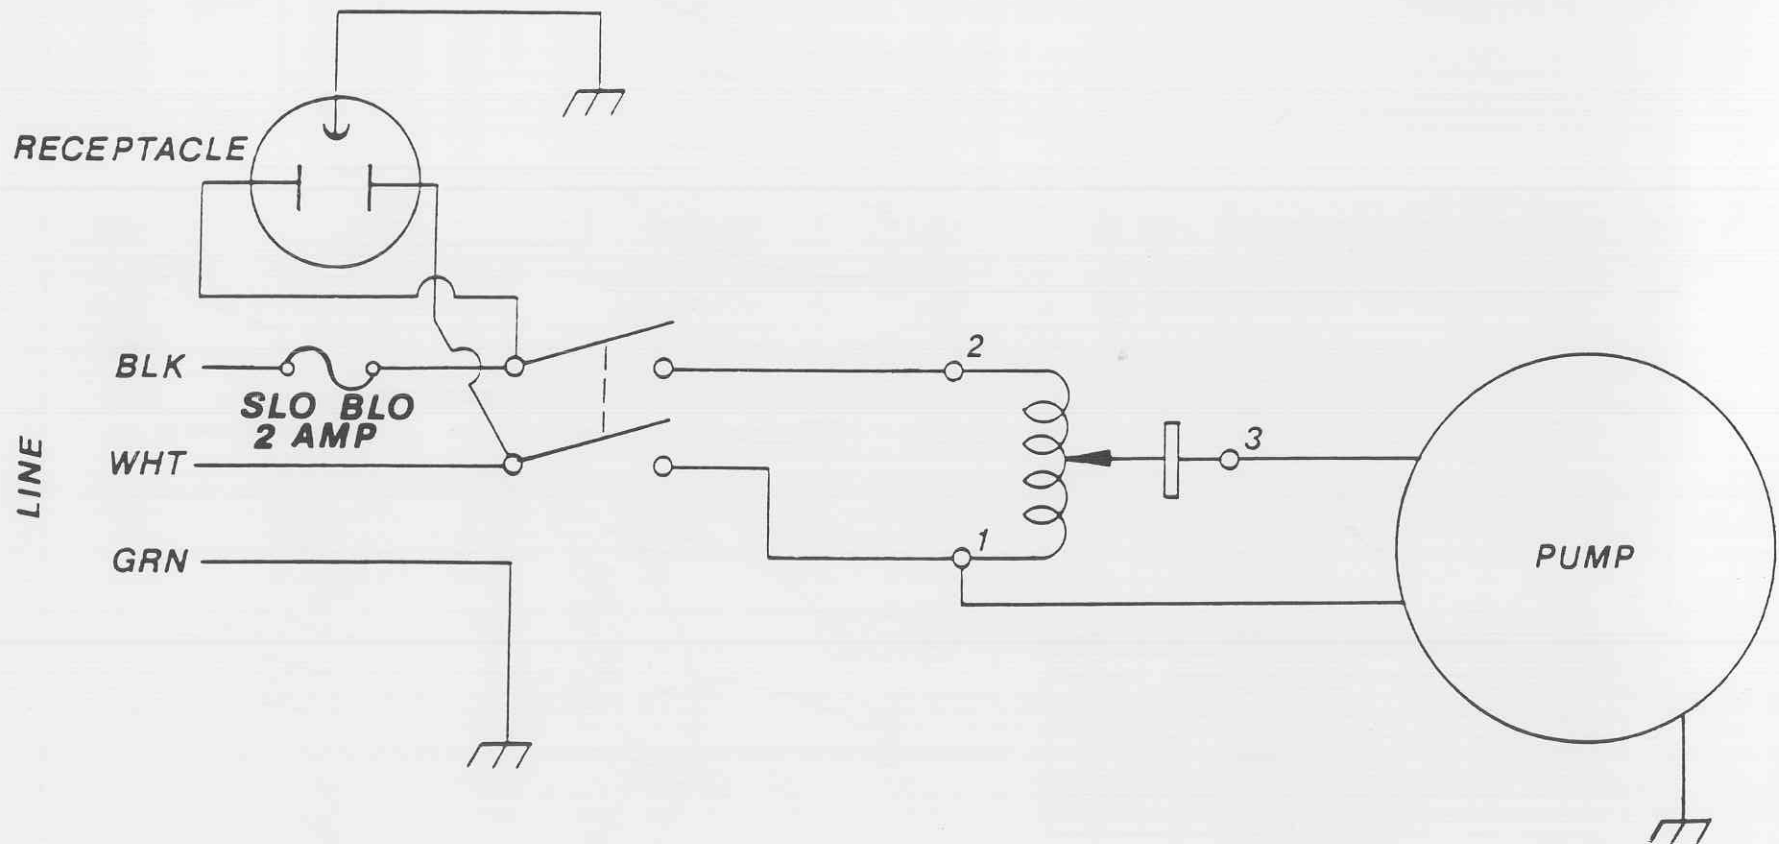 RECEPTACLE
BLK
SLO BLO
2 AMP
LINE
WHT
GRN
2
1
3
PUMP